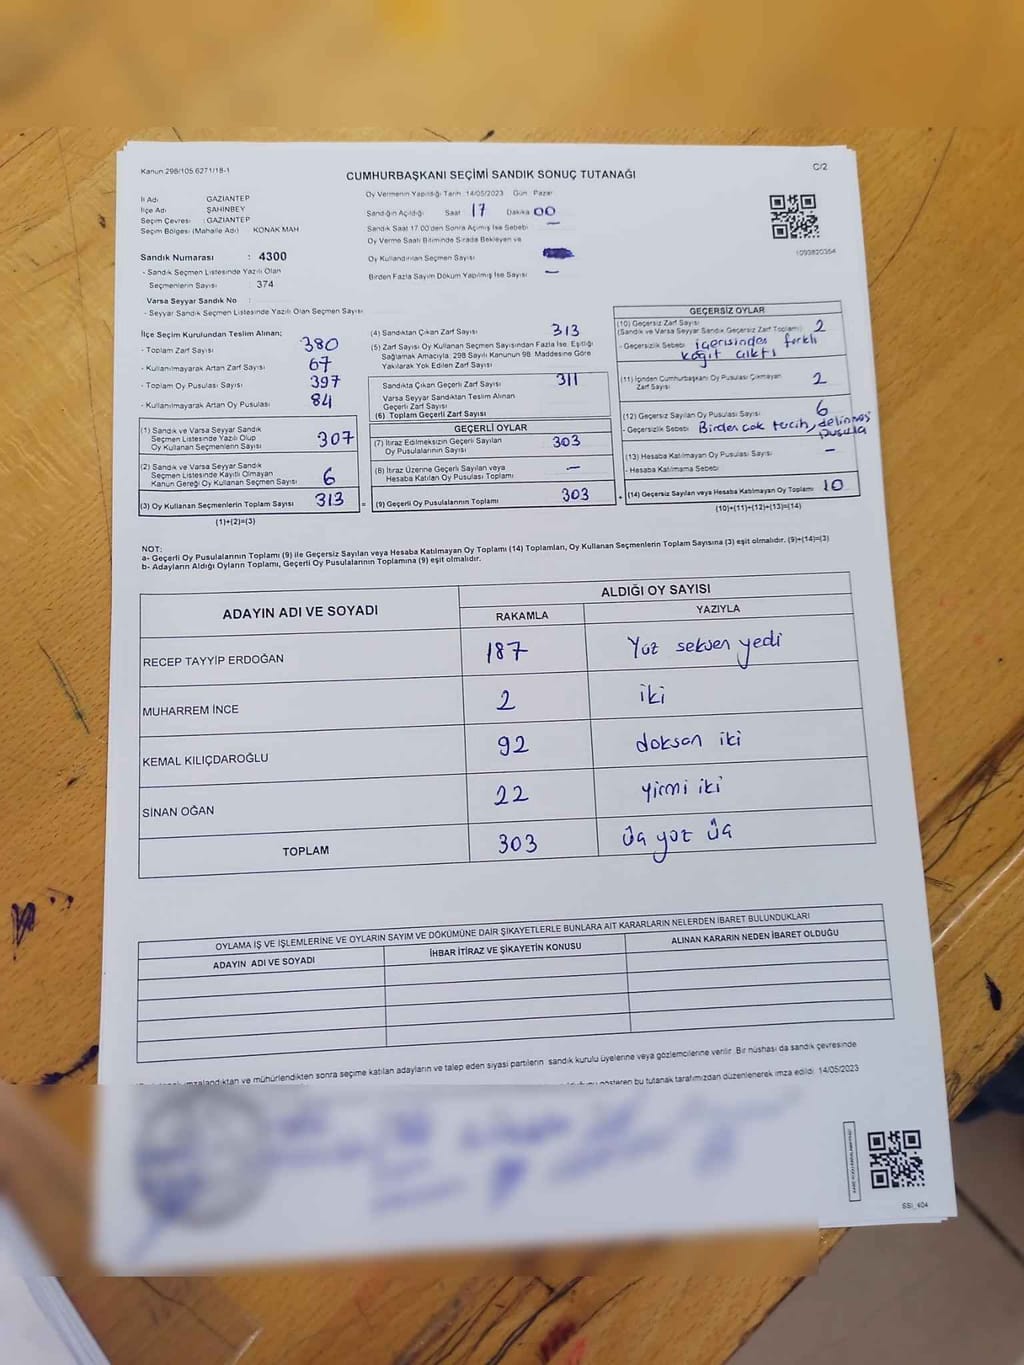 Kanun 298/105 6271/18-1
C/2
CUMHURBAŞKANI SEÇİMİ SANDIK SONUÇ TUTANAĞI
İl Adı GAZİANTEP
İlçe Adı ŞAHİNBEY
Seçim Çevresi : GAZİANTEP
Seçim Bölgesi (Mahalle Adı) KONAK MAH
Oy Vermenin Yapıldığı Tarih : 14/05/2023 Gün : Pazar
Sandığın Açıldığı Saat 17 Dakika 00
Sandık Saat 17.00'den Sonra Açılmış İse Sebebi
Oy Verme Saati Bitiminde Sırada Bekleyen ve
Oy Kullandırılan Seçmen Sayısı
Birden Fazla Sayım Döküm Yapılmış İse Sayısı —
1093820354
Sandık Numarası : 4300
- Sandık Seçmen Listesinde Yazılı Olan
Seçmenlerin Sayısı : 374
Varsa Seyyar Sandık No :
- Seyyar Sandık Seçmen Listesinde Yazılı Olan Seçmen Sayısı
İlçe Seçim Kurulundan Teslim Alınan;
- Toplam Zarf Sayısı 380
- Kullanılmayarak Artan Zarf Sayısı 67
- Toplam Oy Pusulası Sayısı 397
- Kullanılmayarak Artan Oy Pusulası 84
(1) Sandık ve Varsa Seyyar Sandık
Seçmen Listesinde Yazılı Olup
Oy Kullanan Seçmenlerin Sayısı 307
(2) Sandık ve Varsa Seyyar Sandık
Seçmen Listesinde Kayıtlı Olmayan
Kanun Gereği Oy Kullanan Seçmen Sayısı 6
(3) Oy Kullanan Seçmenlerin Toplam Sayısı 313
(1)+(2)=(3)
(4) Sandıktan Çıkan Zarf Sayısı 313
(5) Zarf Sayısı Oy Kullanan Seçmen Sayısından Fazla İse, Eşitliği
Sağlamak Amacıyla, 298 Sayılı Kanunun 98. Maddesine Göre
Yakılarak Yok Edilen Zarf Sayısı
Sandıkta Çıkan Geçerli Zarf Sayısı 311
Varsa Seyyar Sandıktan Teslim Alınan
Geçerli Zarf Sayısı
(6) Toplam Geçerli Zarf Sayısı
GEÇERLİ OYLAR
(7) İtiraz Edilmeksizin Geçerli Sayılan
Oy Pusulalarının Sayısı 303
(8) İtiraz Üzerine Geçerli Sayılan veya
Hesaba Katılan Oy Pusulası Toplamı —
= (9) Geçerli Oy Pusulalarının Toplamı 303
GEÇERSİZ OYLAR
(10) Geçersiz Zarf Sayısı
(Sandık ve Varsa Seyyar Sandık Geçersiz Zarf Toplamı) 2
- Geçersizlik Sebebi içerisinden farklı
kağıt çıktı
(11) İçinden Cumhurbaşkanı Oy Pusulası Çıkmayan
Zarf Sayısı 2
(12) Geçersiz Sayılan Oy Pusulası Sayısı 6
- Geçersizlik Sebebi Birden çok tercih, delinmiş
pusula
(13) Hesaba Katılmayan Oy Pusulası Sayısı —
- Hesaba Katılmama Sebebi
+ (14) Geçersiz Sayılan veya Hesaba Katılmayan Oy Toplamı 10
(10)+(11)+(12)+(13)=(14)
NOT:
a- Geçerli Oy Pusulalarının Toplamı (9) ile Geçersiz Sayılan veya Hesaba Katılmayan Oy Toplamı (14) Toplamları, Oy Kullanan Seçmenlerin Toplam Sayısına (3) eşit olmalıdır. (9)+(14)=(3)
b- Adayların Aldığı Oyların Toplamı, Geçerli Oy Pusulalarının Toplamına (9) eşit olmalıdır.
ADAYIN ADI VE SOYADI
ALDIĞI OY SAYISI
RAKAMLA YAZIYLA
RECEP TAYYİP ERDOĞAN 187 Yüz seksen yedi
MUHARREM İNCE 2 iki
KEMAL KILIÇDAROĞLU 92 doksan iki
SİNAN OĞAN 22 yirmi iki
TOPLAM 303 üç yüz üç
OYLAMA İŞ VE İŞLEMLERİNE VE OYLARIN SAYIM VE DÖKÜMÜNE DAİR ŞİKAYETLERLE BUNLARA AİT KARARLARIN NELERDEN İBARET BULUNDUKLARI
ADAYIN ADI VE SOYADI İHBAR İTİRAZ VE ŞİKAYETİN KONUSU ALINAN KARARIN NEDEN İBARET OLDUĞU
imzalandıktan ve mühürlendikten sonra seçime katılan adayların ve talep eden siyasi partilerin sandık kurulu üyelerine veya gözlemcilerine verilir. Bir nüshası da sandık çevresinde
gösteren bu tutanak tarafımızdan düzenlenerek imza edildi. 14/05/2023
SSI_404